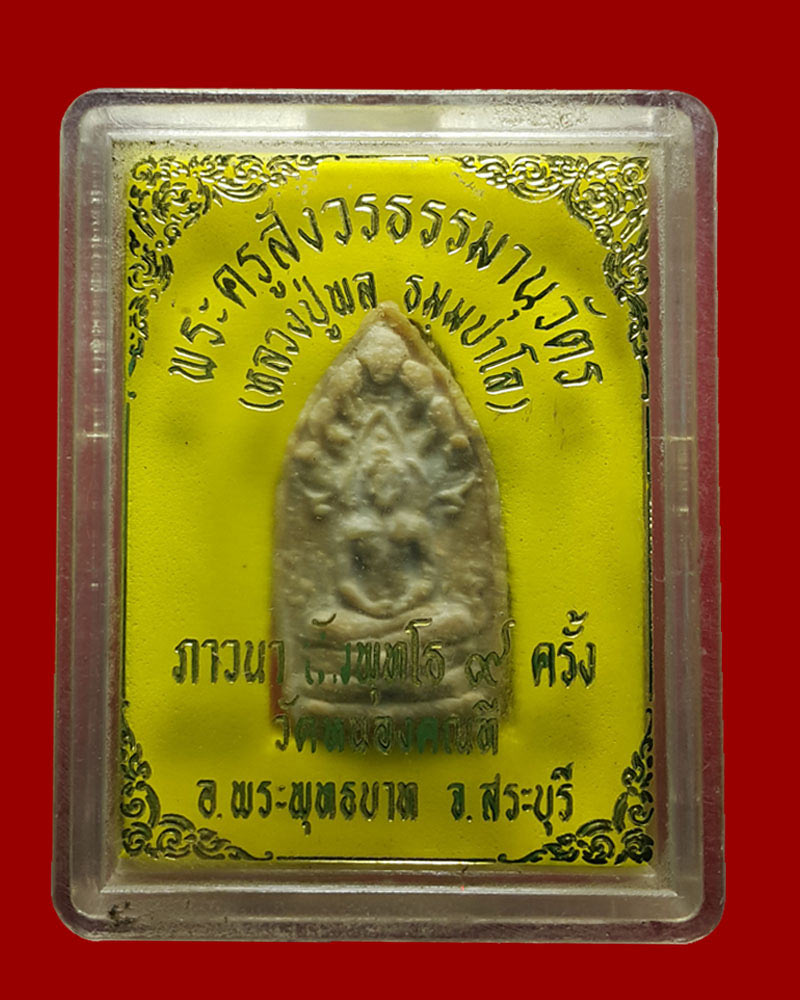 พระครูสังวรธรรมานุวัตร
(หลวงปู่พล ธมฺมปาโล)
ภาวนา พุทโธ ๓๙ ครั้ง
วัดหนองคณฑี
อ.พระพุทธบาท จ.สระบุรี